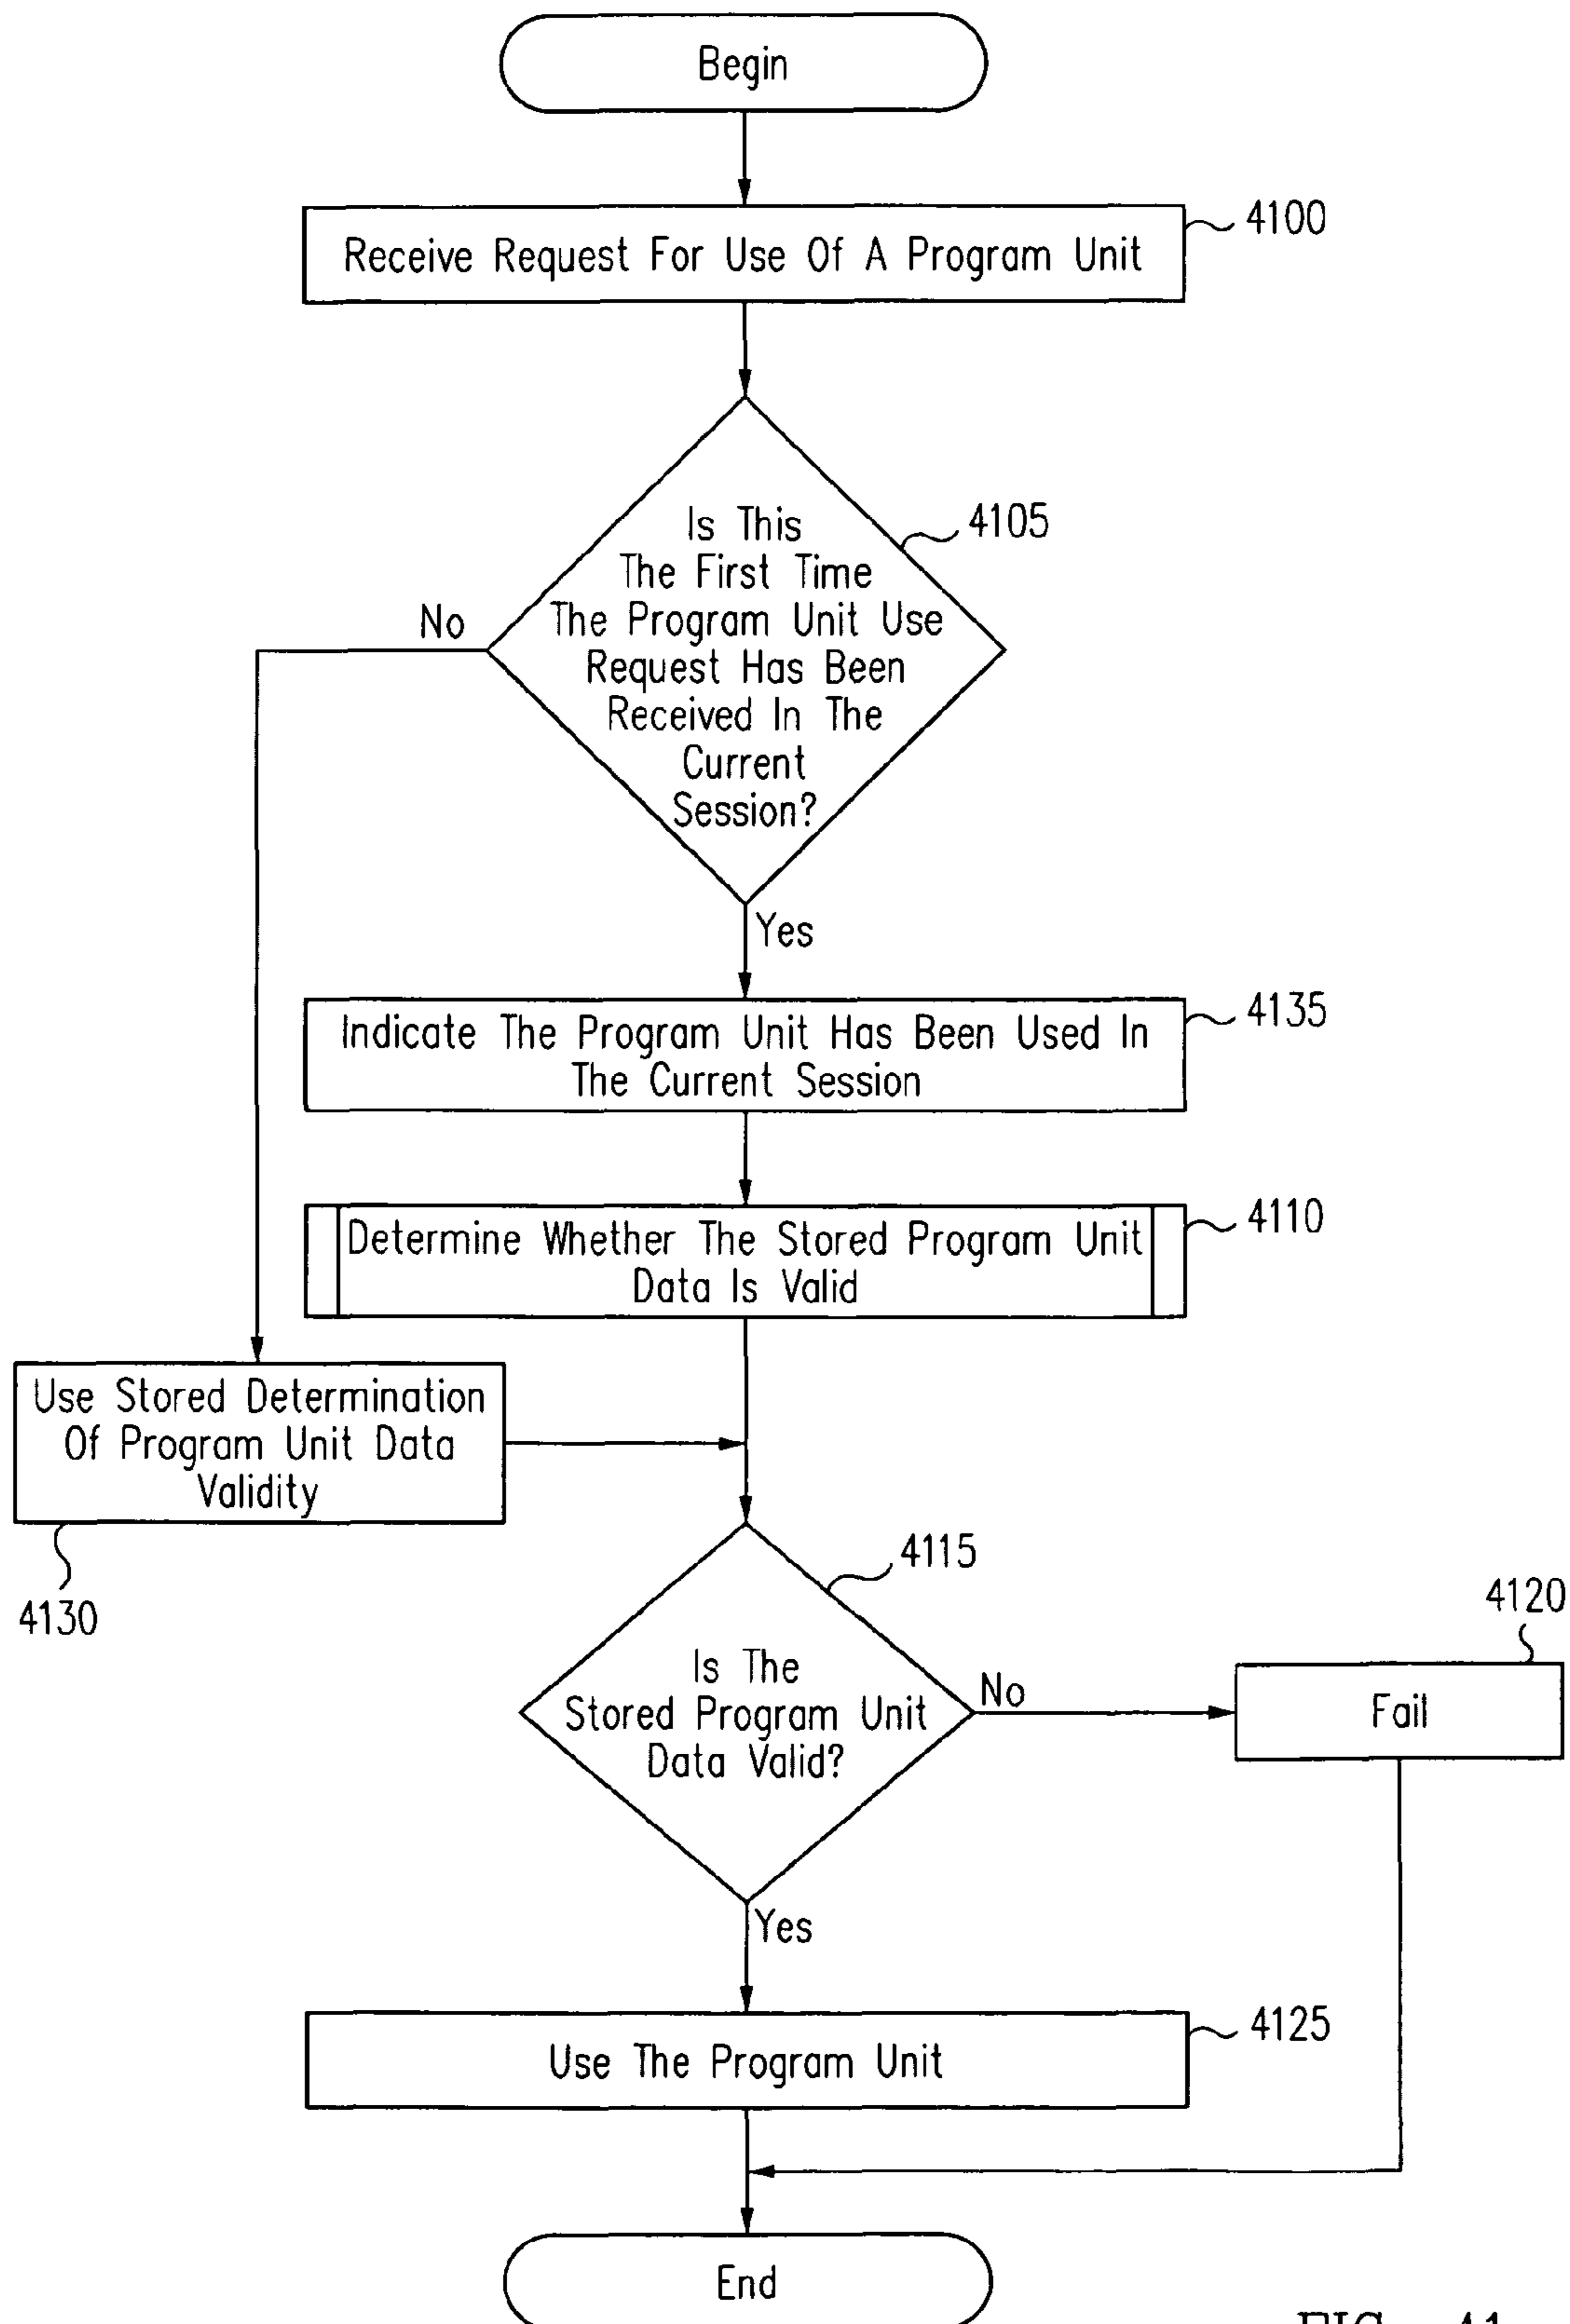 Begin
Receive Request For Use Of A Program Unit
4100
Is This
The First Time
The Program Unit Use
Request Has Been
Received In The
Current
Session?
4105
No
Yes
Indicate The Program Unit Has Been Used In
The Current Session
4135
Determine Whether The Stored Program Unit
Data Is Valid
4110
Use Stored Determination
Of Program Unit Data
Validity
4130
Is The
Stored Program Unit
Data Valid?
4115
No
Fail
4120
Yes
Use The Program Unit
4125
End